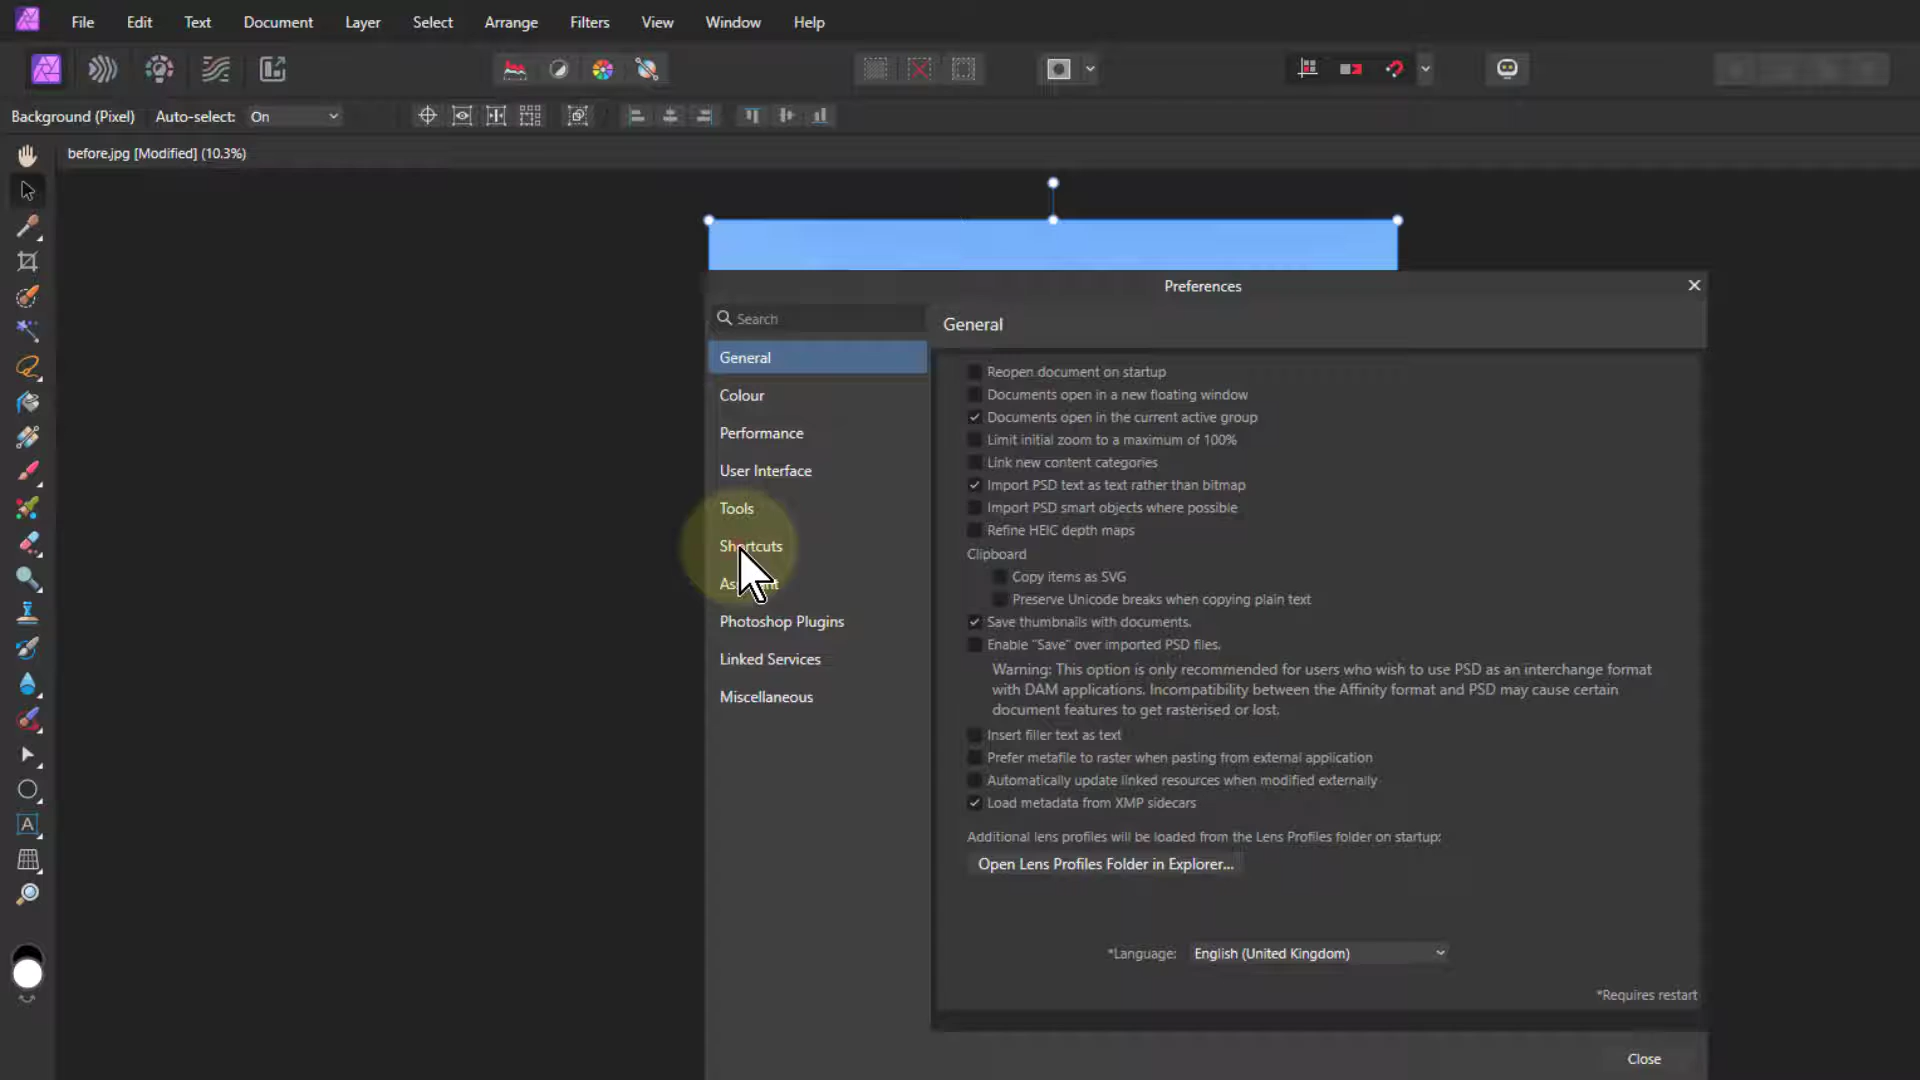 File Edit Text Document Layer Select Arrange Filters View Window Help
Background (Pixel) Auto-select: On
before.jpg [Modified] (10.3%)
Preferences
Search
General
General
Colour
Performance
User Interface
Tools
Shortcuts
Photoshop Plugins
Linked Services
Miscellaneous
Reopen document on startup
Documents open in a new floating window
Documents open in the current active group
Limit initial zoom to a maximum of 100%
Link new content categories
Import PSD text as text rather than bitmap
Import PSD smart objects where possible
Refine HEIC depth maps
Clipboard
Copy items as SVG
Preserve Unicode breaks when copying plain text
Save thumbnails with documents.
Enable "Save" over imported PSD files.
Warning: This option is only recommended for users who wish to use PSD as an interchange format
with DAM applications. Incompatibility between the Affinity format and PSD may cause certain
document features to get rasterised or lost.
Insert filler text as text
Prefer metafile to raster when pasting from external application
Automatically update linked resources when modified externally
Load metadata from XMP sidecars
Additional lens profiles will be loaded from the Lens Profiles folder on startup:
Open Lens Profiles Folder in Explorer...
*Language: English (United Kingdom)
*Requires restart
Close